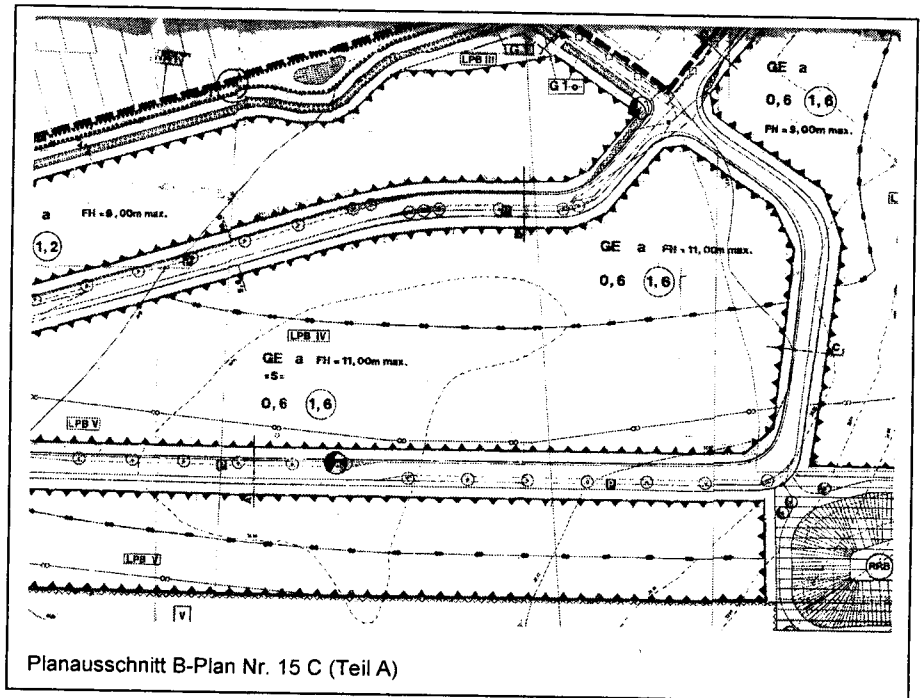 LPB III
G 1
GE a
0,6 1,6
FH = 9,00m max.
a FH = 8,00m max.
1,2
GE a FH = 11,00m max.
0,6 1,6
LPB IV
GE a FH = 11,00m max.
=S=
0,6 1,6
C
LPB V
P
LPB V
RRB
V
Planausschnitt B-Plan Nr. 15 C (Teil A)